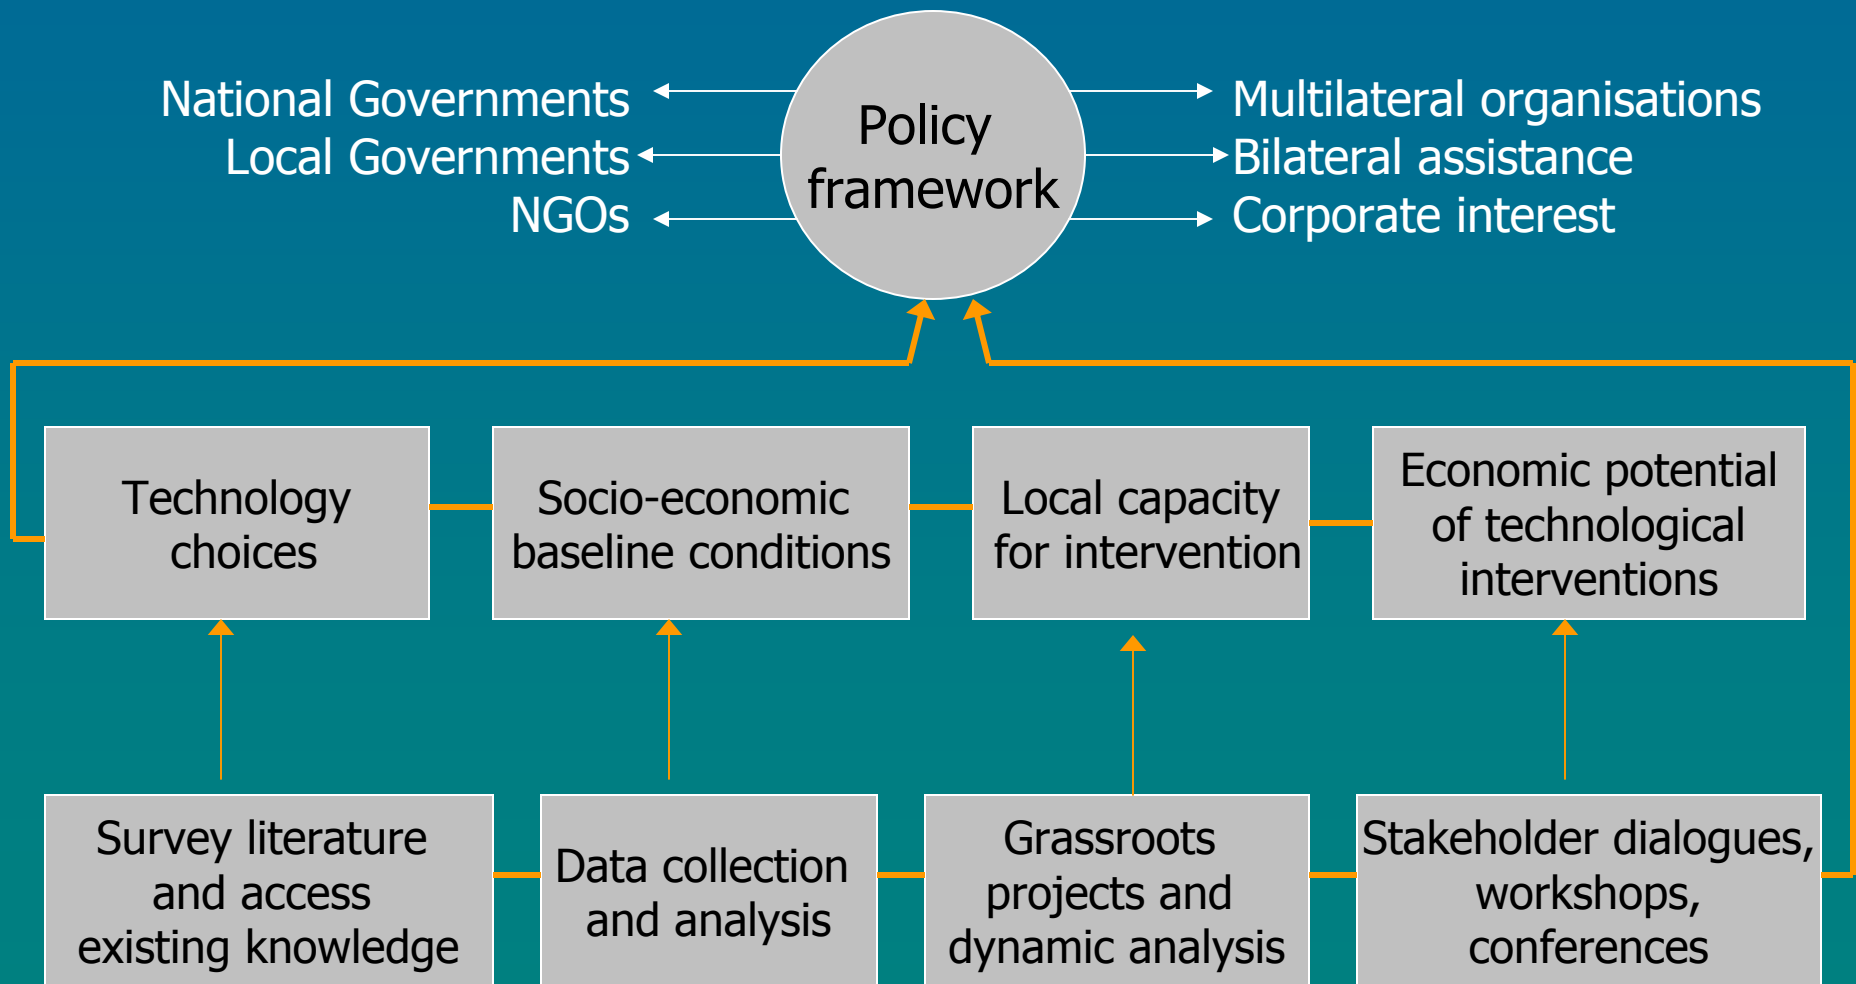 National Governments
Local Governments
NGOs
Policy
framework
Multilateral organisations
Bilateral assistance
Corporate interest
Technology
choices
Socio-economic
baseline conditions
Local capacity
for intervention
Economic potential
of technological
interventions
Survey literature
and access
existing knowledge
Data collection
and analysis
Grassroots
projects and
dynamic analysis
Stakeholder dialogues,
workshops,
conferences